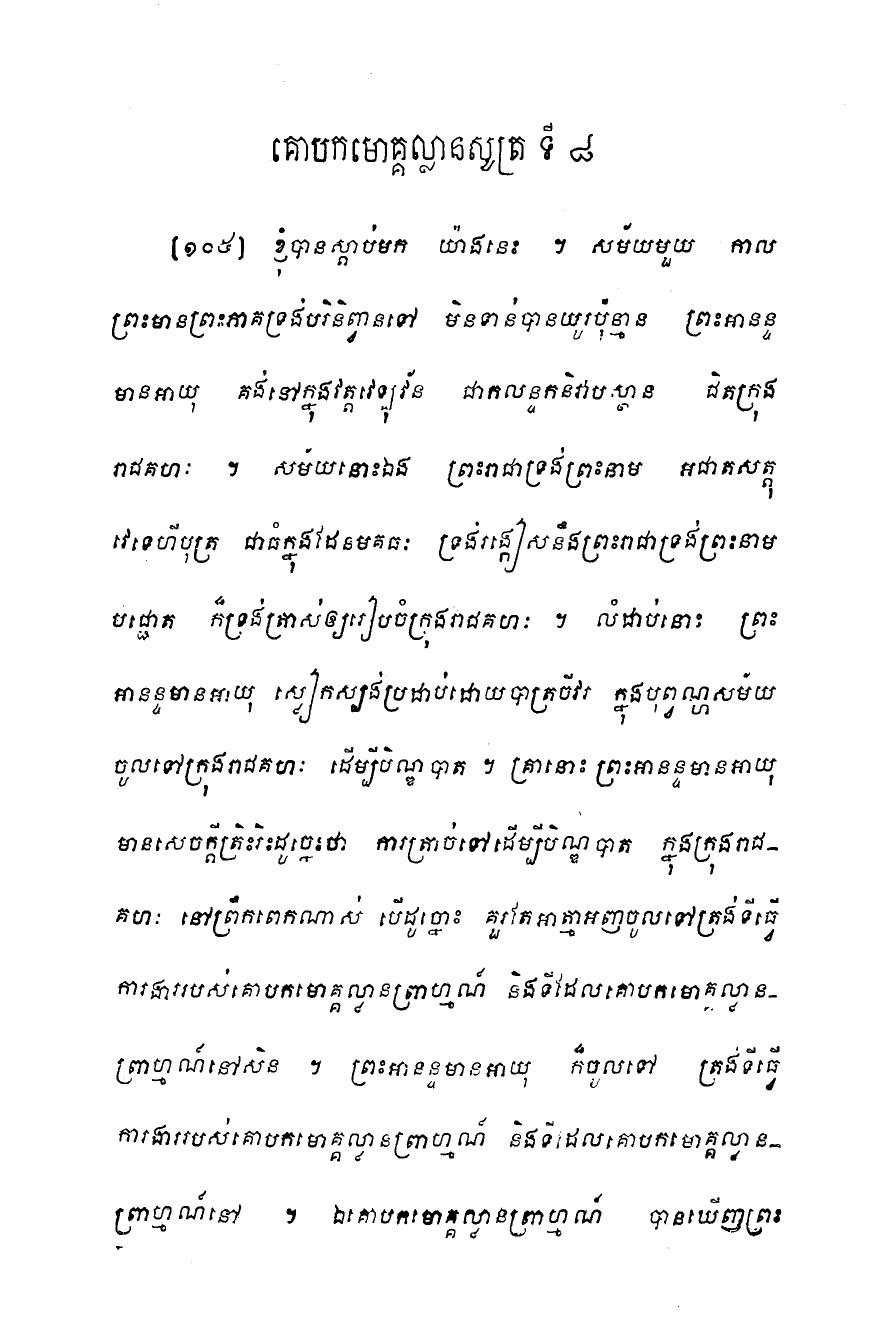 គោបកមោគ្គល្លានសូត្រ ទី ៨
[១០៥] ខ្ញុំបានស្តាប់មក យ៉ាងនេះ ។ សម័យមួយ កាល
ព្រះមានព្រះភាគទ្រង់បរិនិព្វានទៅ មិនទាន់បានយូរប៉ុន្មាន ព្រះអានន្ទ
មានអាយុ គង់នៅក្នុងវត្តវេឡុវ័ន ជាកលន្ទកនិវាបស្ថាន ជិតក្រុង
រាជគហៈ ។ សម័យនោះឯង ព្រះរាជាទ្រង់ព្រះនាម អជាតសត្តុ
វេទេហីបុត្រ ជាធំក្នុងដែនមគធៈ ទ្រង់រង្កៀសនឹងព្រះរាជាទ្រង់ព្រះនាម
បជ្ជោត ក៏ទ្រង់ត្រាស់ឲ្យរៀបចំក្រុងរាជគហៈ ។ លំដាប់នោះ ព្រះ
អានន្ទមានអាយុ ស្លៀកស្បង់ប្រដាប់ដោយបាត្រចីវរ ក្នុងបុព្វណ្ហសម័យ
ចូលទៅក្រុងរាជគហៈ ដើម្បីបិណ្ឌបាត ។ គ្រានោះ ព្រះអានន្ទមានអាយុ
មានសេចក្តីត្រិះរិះដូច្នេះថា ការត្រាច់ទៅដើម្បីបិណ្ឌបាត ក្នុងក្រុងរាជ-
គហៈ នៅព្រឹកពេកណាស់ បើដូច្នោះ គួរតែអាត្មាអញចូលទៅត្រង់ទីធ្វើ
ការងាររបស់គោបកមោគ្គល្លានព្រាហ្មណ៍ និងទីដែលគោបកមោគ្គល្លាន-
ព្រាហ្មណ៍នៅសិន ។ ព្រះអានន្ទមានអាយុ ក៏ចូលទៅ ត្រង់ទីធ្វើ
ការងាររបស់គោបកមោគ្គល្លានព្រាហ្មណ៍ និងទីដែលគោបកមោគ្គល្លាន-
ព្រាហ្មណ៍នៅ ។ ឯគោបកមោគ្គល្លានព្រាហ្មណ៍ បានឃើញព្រះ